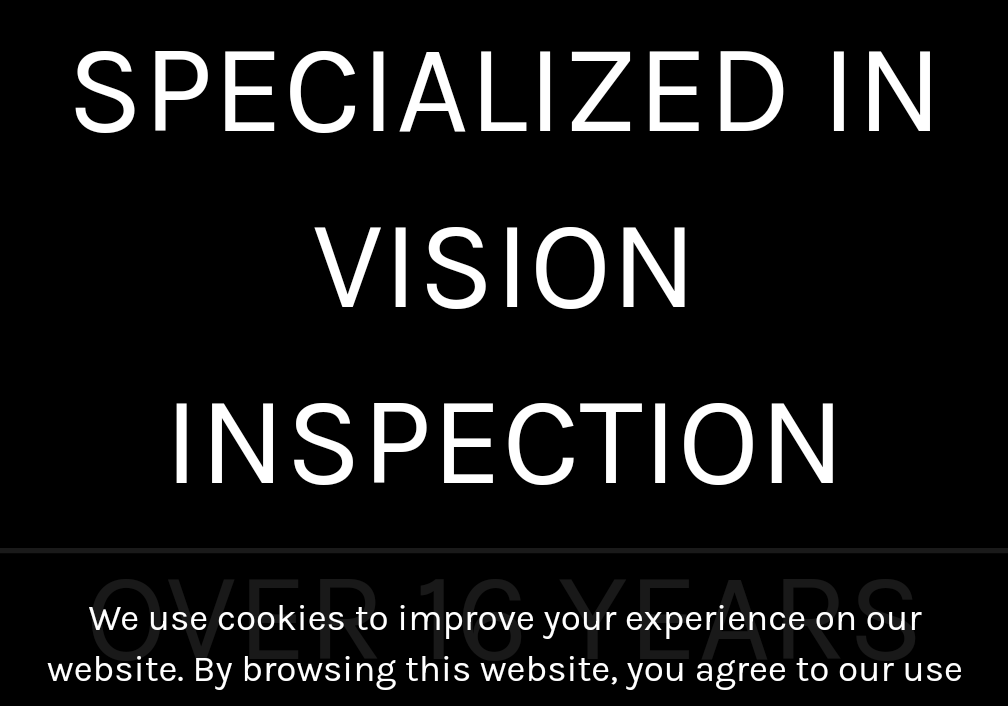 SPECIALIZED IN
VISION
INSPECTION
OVER 16 YEARS
We use cookies to improve your experience on our
website. By browsing this website, you agree to our use